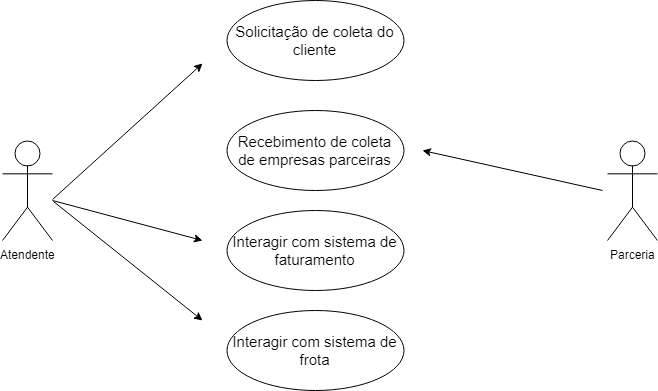 Solicitação de coleta do
cliente
Recebimento de coleta
de empresas parceiras
Interagir com sistema de
faturamento
Atendente
Parceria
Interagir com sistema de
frota